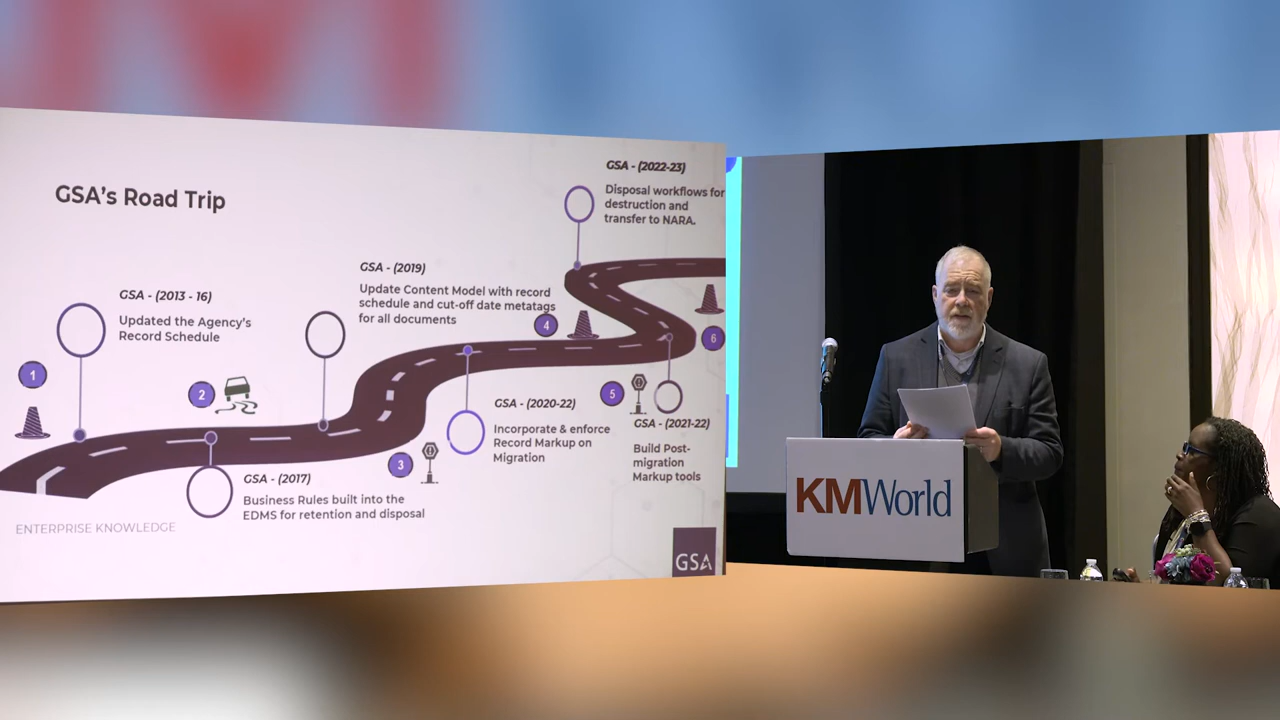 GSA's Road Trip
GSA - (2013 - 16)
Updated the Agency's
Record Schedule
1
2
GSA - (2017)
Business Rules built into the
EDMS for retention and disposal
GSA - (2019)
Update Content Model with record
schedule and cut-off date metatags
for all documents
3
GSA - (2020-22)
Incorporate & enforce
Record Markup on
Migration
4
5
GSA - (2021-22)
Build Post-
migration
Markup tools
GSA - (2022-23)
Disposal workflows for
destruction and
transfer to NARA.
6
ENTERPRISE KNOWLEDGE
GSA
KMWorld